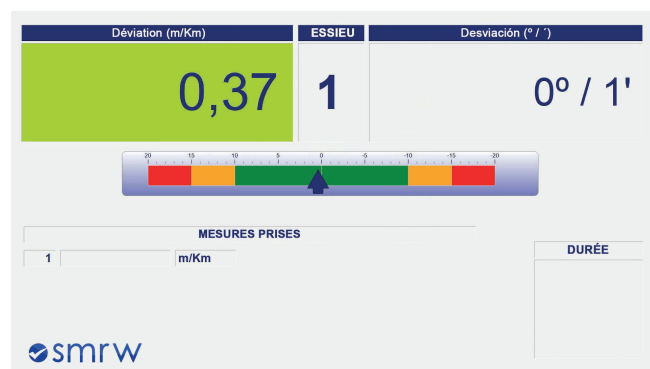 Déviation (m/Km) ESSIEU Desviación (º / ´)
0,37 1 0º / 1'
20 15 10 5 0 -5 -10 -15 -20
MESURES PRISES
DURÉE
1 m/Km
smrw